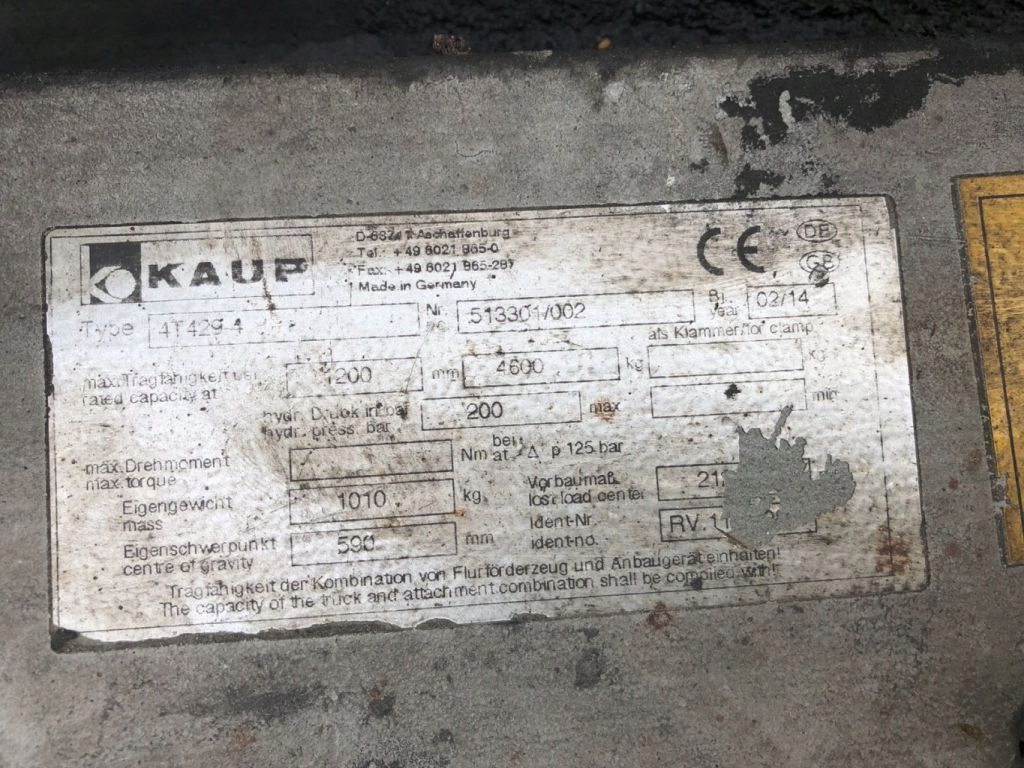 KAUP
Aschaffenburg
Tel.: +49 6021 865-0
Fax: +49 6021 865-287
Made in Germany
CE DE
GB
Type 4T429.4 Nr. 513301/002 year 02/14
als Klammer/for clamp
max. Tragfähigkeit bei
rated capacity at 1200 mm 4600 kg kg
hydr. Druck in bar
hydr. press. bar 200 max min
max. Drehmoment
max. torque Nm bei/at Δ p 125 bar
Eigengewicht
mass 1010 kg
Vorbaumaß
lost load center
Eigenschwerpunkt
centre of gravity 590 mm
Ident-Nr.
ident-no. RV
Tragfähigkeit der Kombination von Flurförderzeug und Anbaugerät einhalten!
The capacity of the truck and attachment combination shall be complied with!